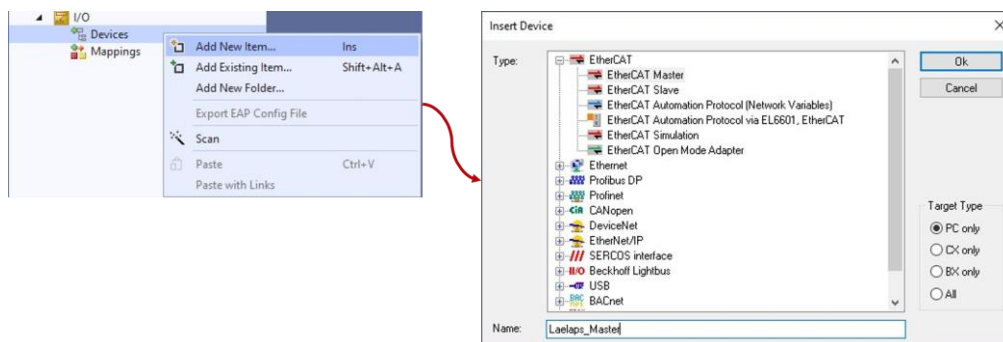 I/O
Devices
Mappings
Add New Item... Ins
Add Existing Item... Shift+Alt+A
Add New Folder...
Export EAP Config File
Scan
Paste Ctrl+V
Paste with Links
Insert Device
Type:
EtherCAT
EtherCAT Master
EtherCAT Slave
EtherCAT Automation Protocol (Network Variables)
EtherCAT Automation Protocol via EL6601, EtherCAT
EtherCAT Simulation
EtherCAT Open Mode Adapter
Ethernet
Profibus DP
Profinet
CiA CANopen
DeviceNet
EtherNet/IP
SERCOS interface
II/O Beckhoff Lightbus
USB
BACnet
Ok
Cancel
Target Type
PC only
CX only
BX only
All
Name: Laelaps_Master